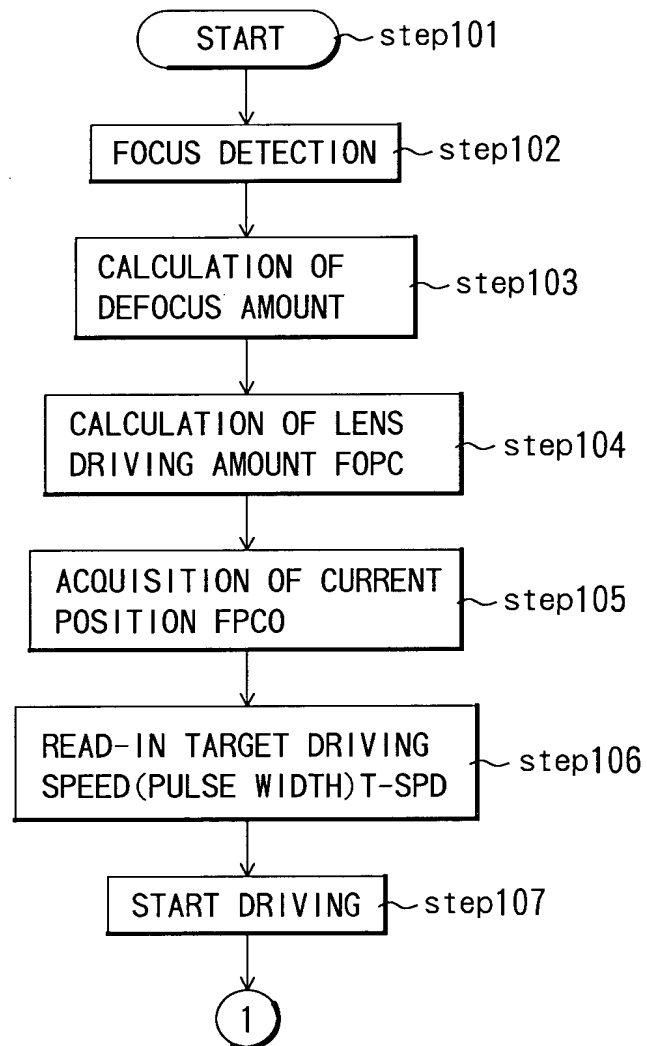 START step101
FOCUS DETECTION step102
CALCULATION OF
DEFOCUS AMOUNT step103
CALCULATION OF LENS
DRIVING AMOUNT FOPC step104
ACQUISITION OF CURRENT
POSITION FPCO step105
READ-IN TARGET DRIVING
SPEED(PULSE WIDTH)T-SPD step106
START DRIVING step107
1